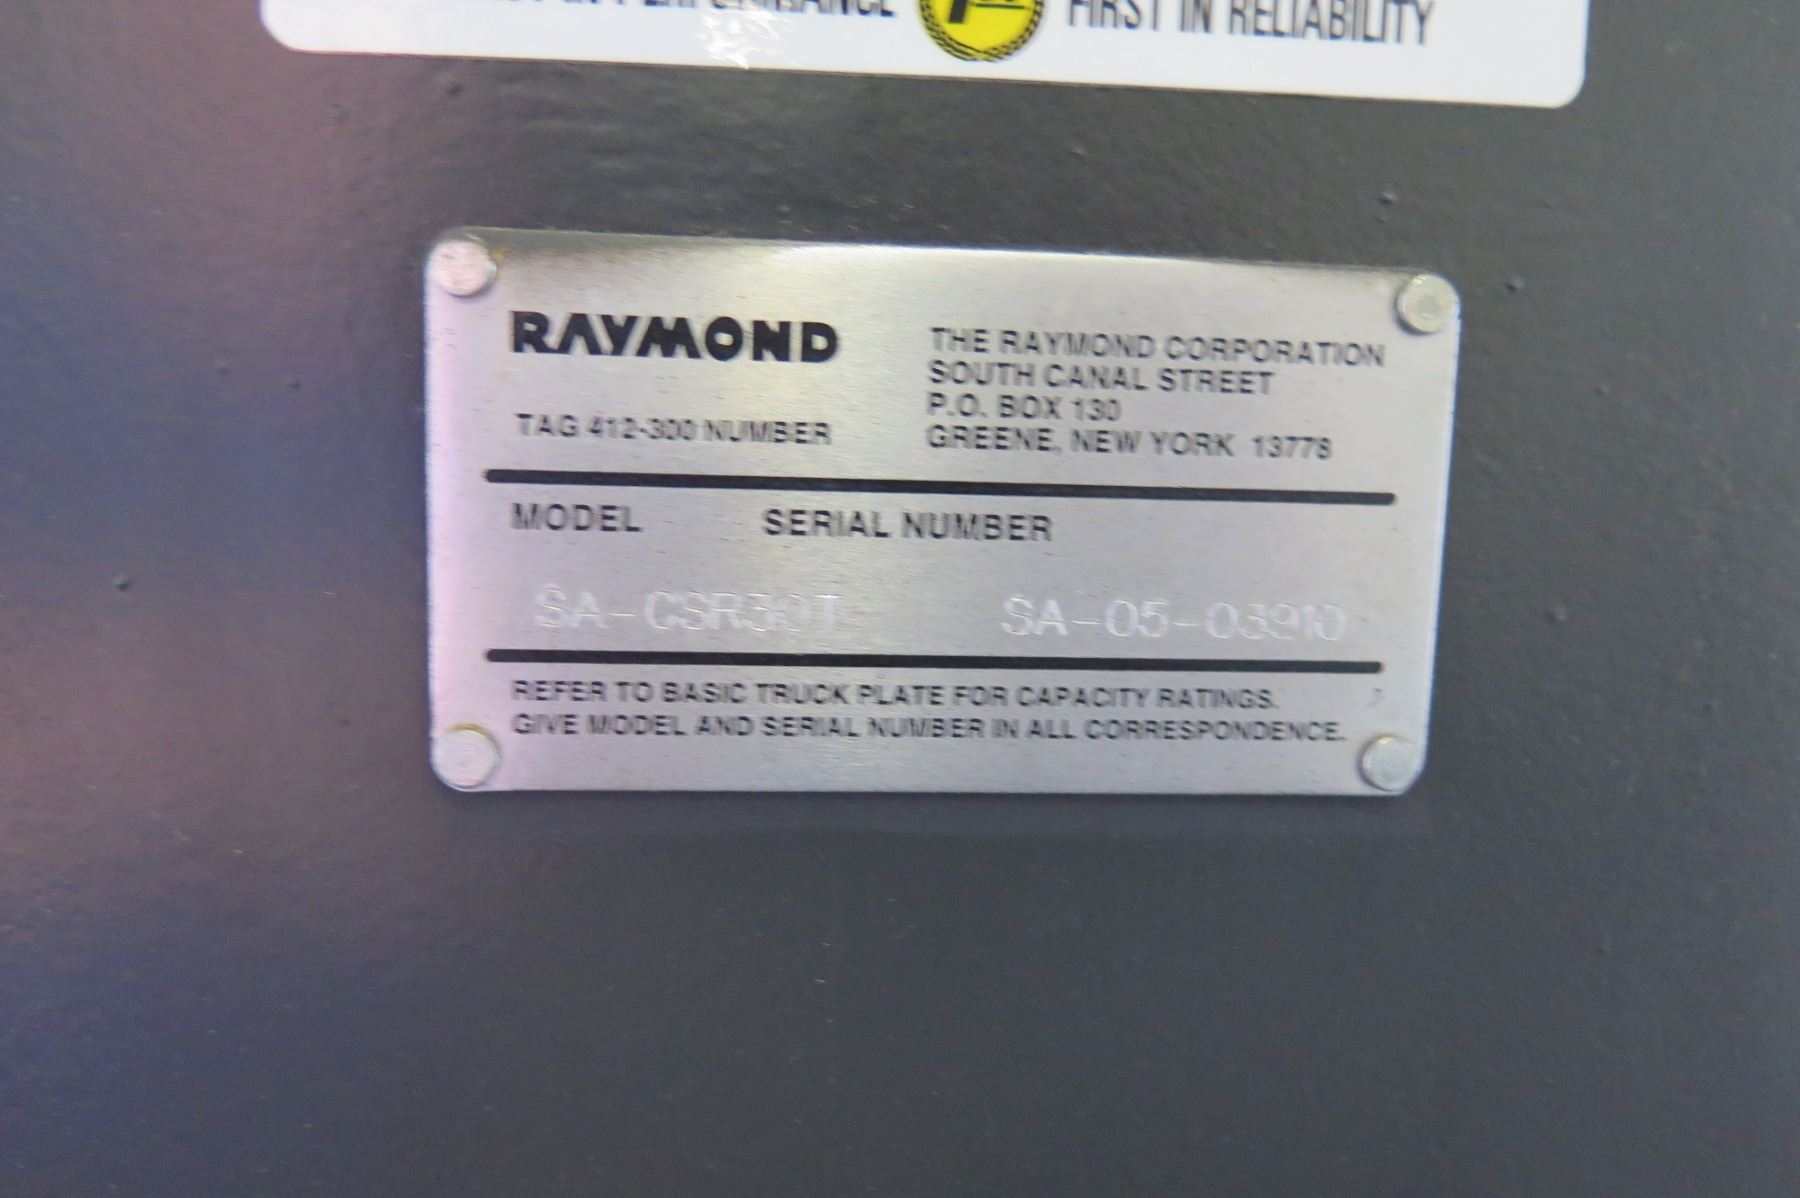 IN PERFORMANCE FIRST IN RELIABILITY
RAYMOND
TAG 412-300 NUMBER
THE RAYMOND CORPORATION
SOUTH CANAL STREET
P.O. BOX 130
GREENE, NEW YORK 13778
MODEL SERIAL NUMBER
SA-CSR30T SA-05-03910
REFER TO BASIC TRUCK PLATE FOR CAPACITY RATINGS.
GIVE MODEL AND SERIAL NUMBER IN ALL CORRESPONDENCE.